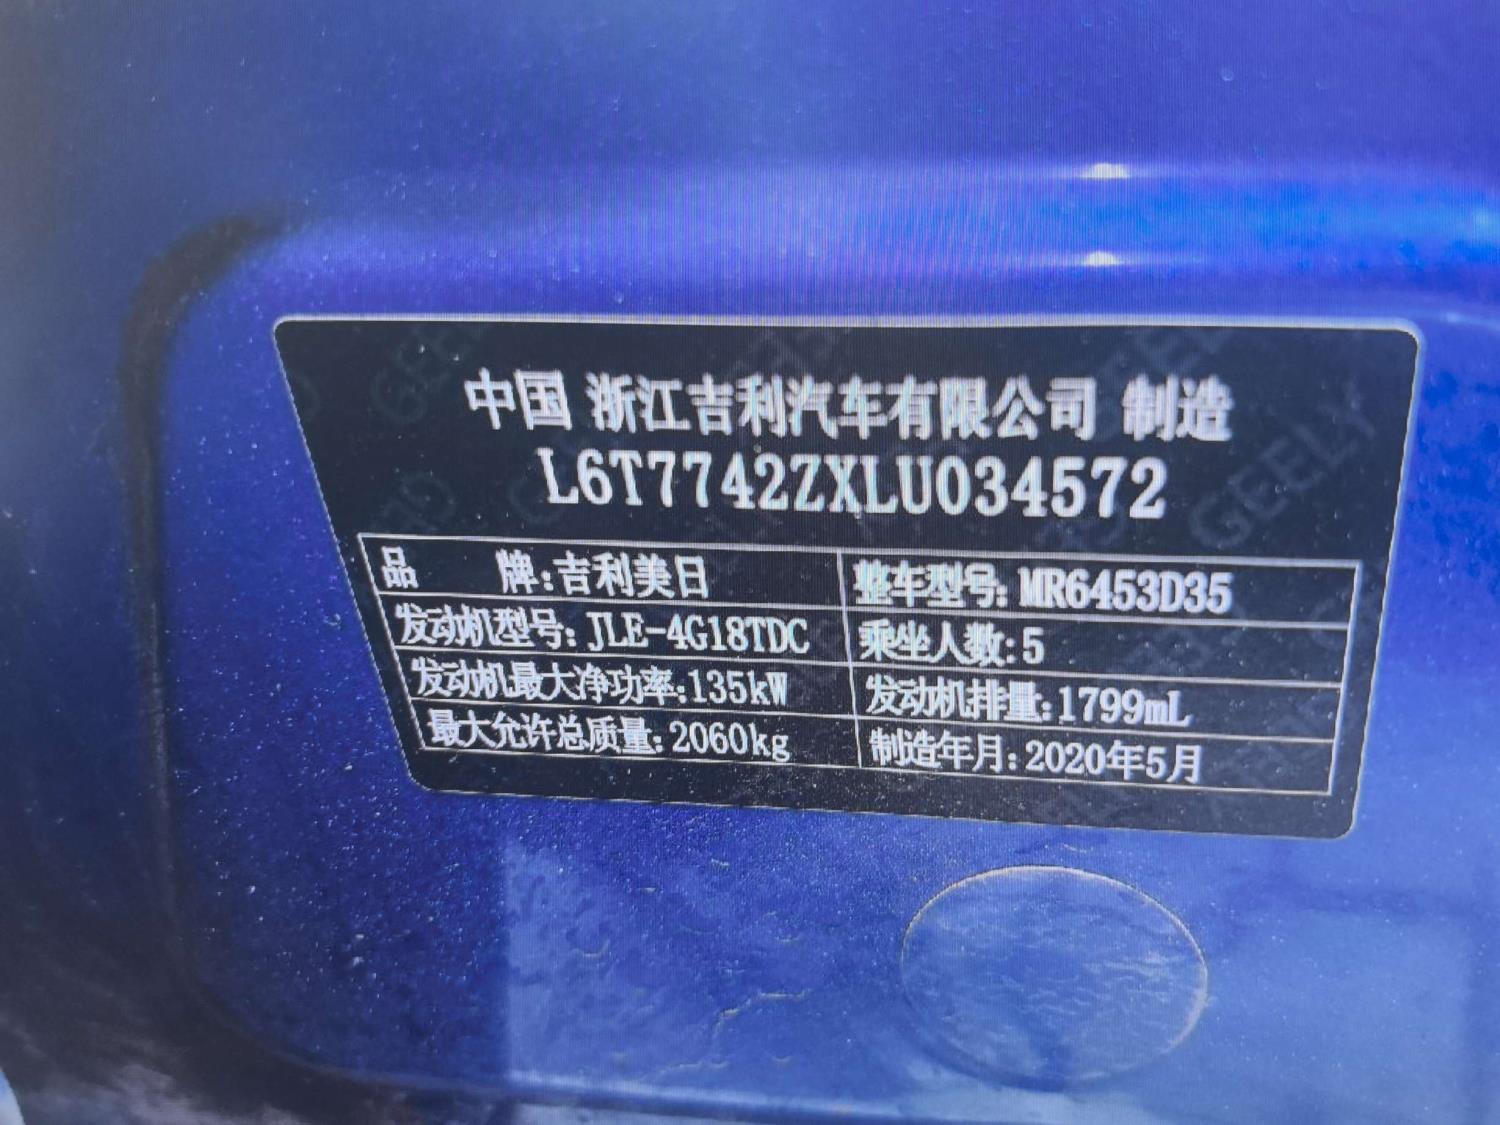 中国 浙江吉利汽车有限公司 制造
L6T7742ZXLU034572
品 牌:吉利美日 整车型号:MR6453D35
发动机型号:JLE-4G18TDC 乘坐人数:5
发动机最大净功率:135kW 发动机排量:1799mL
最大允许总质量:2060kg 制造年月:2020年5月
GEELY